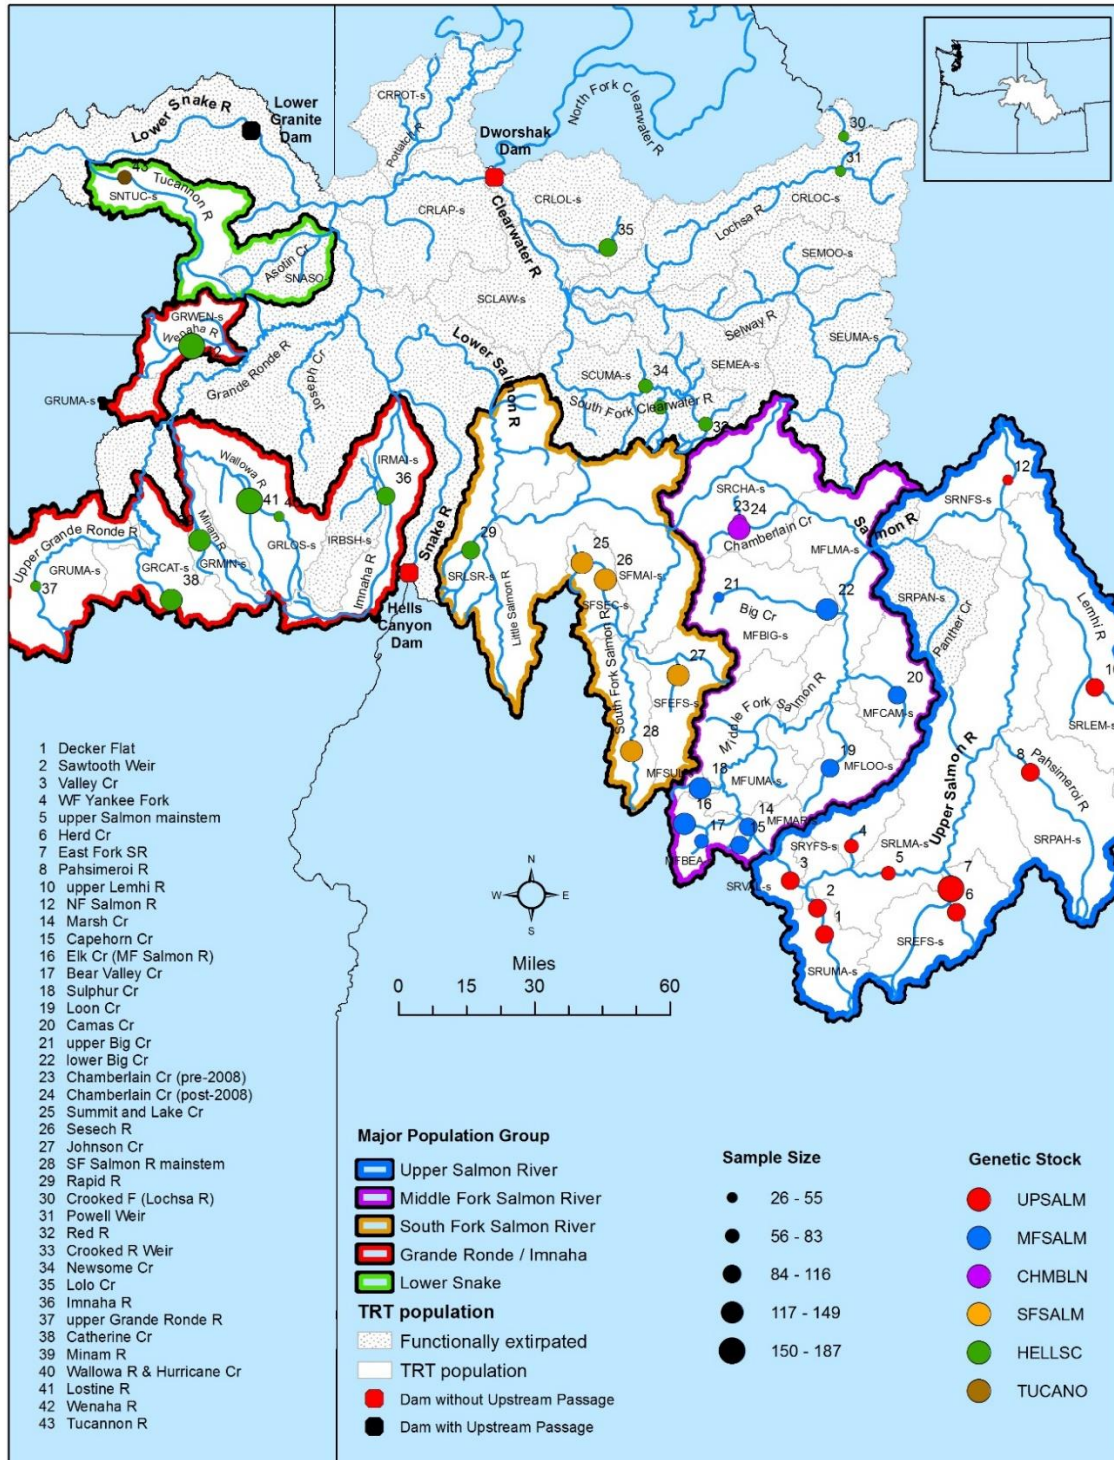 CRPOT-s
Potlatch R
North Fork Clearwater R
Lower Snake R
Lower
Granite
Dam
Dworshak
Dam
30
31
43
Tucannon R
SNTUC-s
CRLAP-s
Clearwater R
CRLOL-s
35
Lochsa R
CRLOC-s
SEMOO-s
Asotin Cr
SNASO-s
SCLAW-s
GRWEN-s
Wenaha R
Grande Ronde R
Joseph Cr
Lower Salmon R
Selway R
SEUMA-s
SEMEA-s
SCUMA-s
34
South Fork Clearwater R
32
GRUMA-s
Wallowa R
41
IRMAI-s
36
SRCHA-s
23
24
Chamberlain Cr
Salmon R
SRNFS-s
12
Upper Grande Ronde R
GRUMA-s
37
GRCAT-s
38
Minam R
GRMIN-s
GRLOS-s
IRBSH-s
Imnaha R
Snake R
Hells
Canyon
Dam
29
SRLSR-s
Little Salmon R
25
26
SFMAI-s
SFSEC-s
South Fork Salmon R
27
SFEFS-s
28
MFLMA-s
21
22
Big Cr
MFBIG-s
Middle Fork Salmon R
20
MFCAM-s
19
MFLOO-s
18
MFUMA-s
16
17
14
15
SRPAN-s
Panther Cr
Lemhi R
10
SRLEM-s
8
Pahsimeroi R
SRPAH-s
Upper Salmon R
SRYFS-s
4
SRLMA-s
5
7
6
3
2
1
SRVAL-s
SREFS-s
SRUMA-s
N
W
E
S
Miles
0 15 30 60
1 Decker Flat
2 Sawtooth Weir
3 Valley Cr
4 WF Yankee Fork
5 upper Salmon mainstem
6 Herd Cr
7 East Fork SR
8 Pahsimeroi R
10 upper Lemhi R
12 NF Salmon R
14 Marsh Cr
15 Capehorn Cr
16 Elk Cr (MF Salmon R)
17 Bear Valley Cr
18 Sulphur Cr
19 Loon Cr
20 Camas Cr
21 upper Big Cr
22 lower Big Cr
23 Chamberlain Cr (pre-2008)
24 Chamberlain Cr (post-2008)
25 Summit and Lake Cr
26 Sesech R
27 Johnson Cr
28 SF Salmon R mainstem
29 Rapid R
30 Crooked F (Lochsa R)
31 Powell Weir
32 Red R
33 Crooked R Weir
34 Newsome Cr
35 Lolo Cr
36 Imnaha R
37 upper Grande Ronde R
38 Catherine Cr
39 Minam R
40 Wallowa R & Hurricane Cr
41 Lostine R
42 Wenaha R
43 Tucannon R
Major Population Group
Upper Salmon River
Middle Fork Salmon River
South Fork Salmon River
Grande Ronde / Imnaha
Lower Snake
TRT population
Functionally extirpated
TRT population
Dam without Upstream Passage
Dam with Upstream Passage
Sample Size
26 - 55
56 - 83
84 - 116
117 - 149
150 - 187
Genetic Stock
UPSALM
MFSALM
CHMBLN
SFSALM
HELLSC
TUCANO